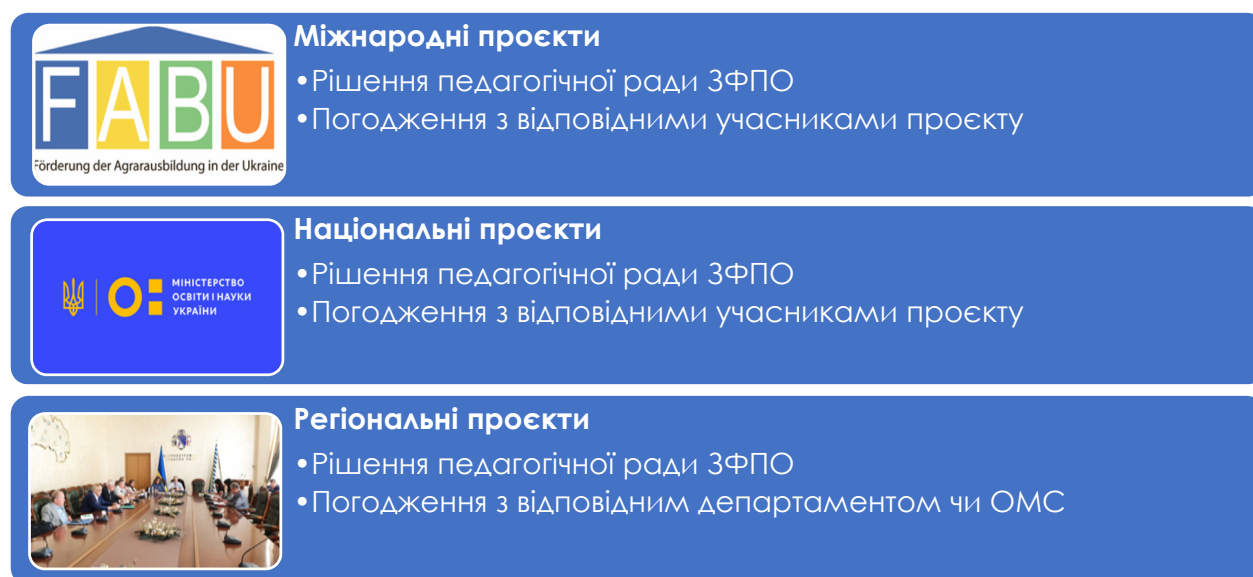 Міжнародні проєкти
FABU
Förderung der Agrarausbildung in der Ukraine
•Рішення педагогічної ради ЗФПО
•Погодження з відповідними учасниками проєкту
Національні проєкти
МІНІСТЕРСТВО
ОСВІТИ І НАУКИ
УКРАЇНИ
•Рішення педагогічної ради ЗФПО
•Погодження з відповідними учасниками проєкту
Регіональні проєкти
•Рішення педагогічної ради ЗФПО
•Погодження з відповідним департаментом чи ОМС